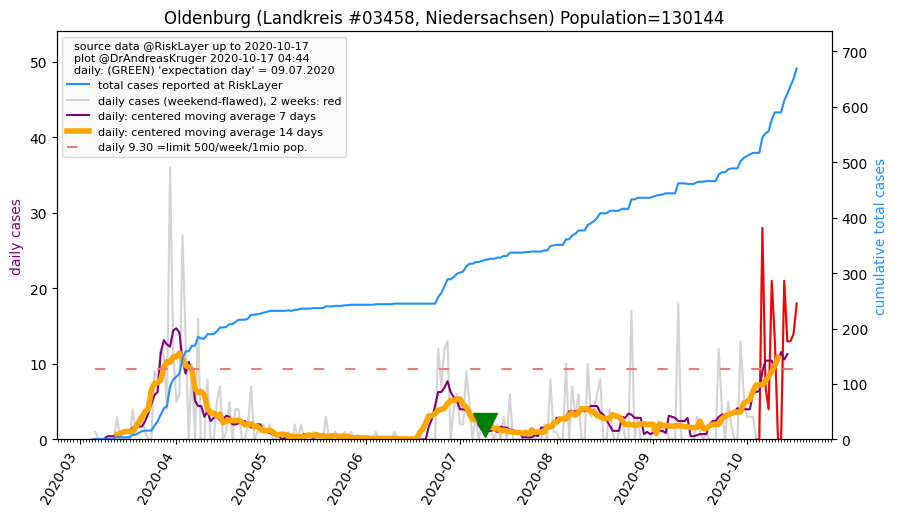 Oldenburg (Landkreis #03458, Niedersachsen) Population=130144
source data @RiskLayer up to 2020-10-17
plot @DrAndreasKruger 2020-10-17 04:44
daily: (GREEN) 'expectation day' = 09.07.2020
total cases reported at RiskLayer
daily cases (weekend-flawed), 2 weeks: red
daily: centered moving average 7 days
daily: centered moving average 14 days
daily 9.30 =limit 500/week/1mio pop.
daily cases
50
40
30
20
10
0
cumulative total cases
700
600
500
400
300
200
100
0
2020-03
2020-04
2020-05
2020-06
2020-07
2020-08
2020-09
2020-10